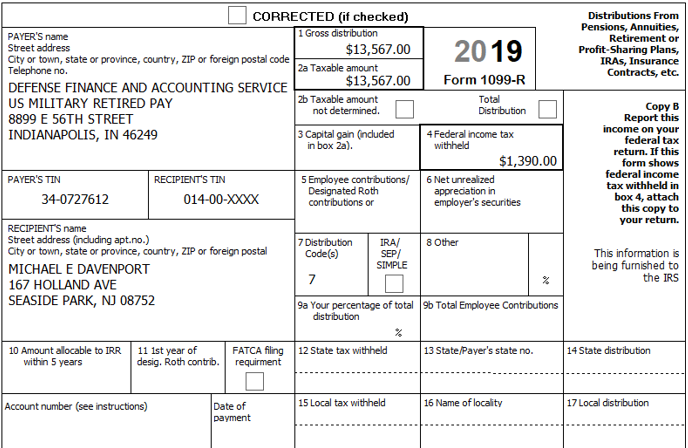 CORRECTED (if checked)
PAYER'S name
Street address
City or town, state or province, country, ZIP or foreign postal code
Telephone no.
DEFENSE FINANCE AND ACCOUNTING SERVICE
US MILITARY RETIRED PAY
8899 E 56TH STREET
INDIANAPOLIS, IN 46249
1 Gross distribution
$13,567.00
2a Taxable amount
$13,567.00
2019
Form 1099-R
Distributions From
Pensions, Annuities,
Retirement or
Profit-Sharing Plans,
IRAs, Insurance
Contracts, etc.
2b Taxable amount
not determined.
Total
Distribution
Copy B
Report this
income on your
federal tax
return. If this
form shows
federal income
tax withheld in
box 4, attach
this copy to
your return.
3 Capital gain (included
in box 2a).
4 Federal income tax
withheld
$1,390.00
PAYER'S TIN
34-0727612
RECIPIENT'S TIN
014-00-XXXX
5 Employee contributions/
Designated Roth
contributions or
6 Net unrealized
appreciation in
employer's securities
RECIPIENT'S name
Street address (including apt.no.)
City or town, state or province, country, ZIP or foreign postal
MICHAEL E DAVENPORT
167 HOLLAND AVE
SEASIDE PARK, NJ 08752
7 Distribution
Code(s)
7
IRA/
SEP/
SIMPLE
8 Other
%
This information is
being furnished to
the IRS
9a Your percentage of total
distribution
%
9b Total Employee Contributions
10 Amount allocable to IRR
within 5 years
11 1st year of
desig. Roth contrib.
FATCA filing
requirment
12 State tax withheld
13 State/Payer's state no.
14 State distribution
Account number (see instructions)
Date of
payment
15 Local tax withheld
16 Name of locality
17 Local distribution